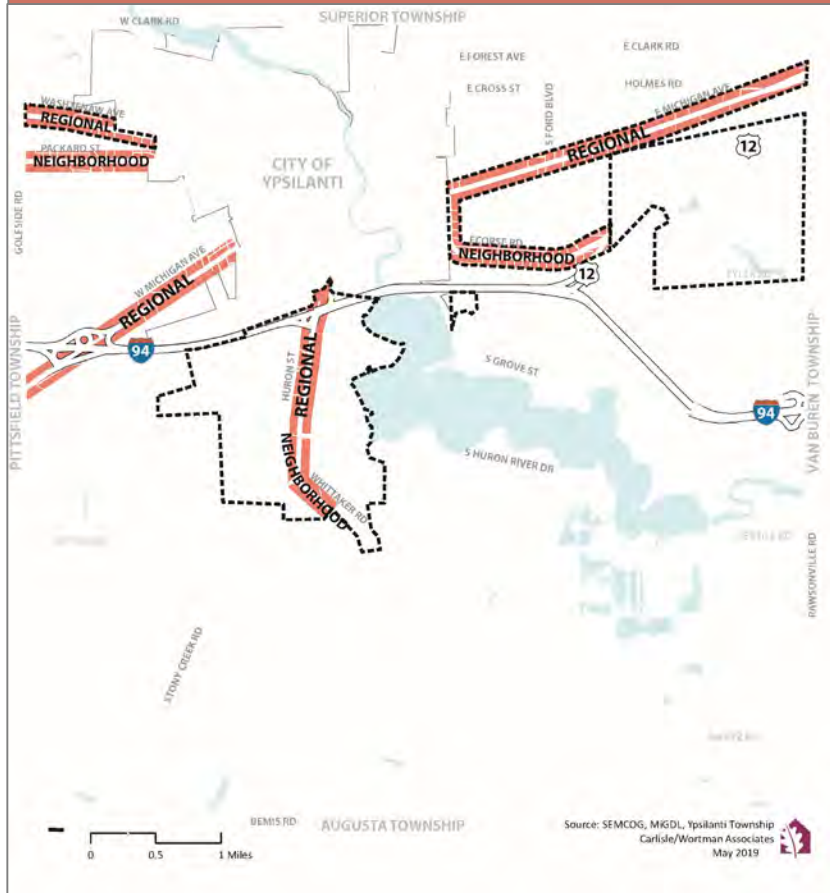 W CLARK RD
SUPERIOR TOWNSHIP
E CLARK RD
E FOREST AVE
HOLMES RD
E CROSS ST
S FORD BLVD
E MICHIGAN AVE
WASHTENAW AVE
REGIONAL
REGIONAL
12
PACKARD ST
NEIGHBORHOOD
CITY OF
YPSILANTI
GOLFSIDE RD
ECORSE RD
NEIGHBORHOOD
W MICHIGAN AVE
REGIONAL
12
94
PITTSFIELD TOWNSHIP
HURON ST
REGIONAL
S GROVE ST
94
VAN BUREN TOWNSHIP
NEIGHBORHOOD
WHITTAKER RD
S HURON RIVER DR
RAWSONVILLE RD
STONY CREEK RD
BEMIS RD
AUGUSTA TOWNSHIP
0 0.5 1 Miles
Source: SEMCOG, MiGDL, Ypsilanti Township
Carlisle/Wortman Associates
May 2019